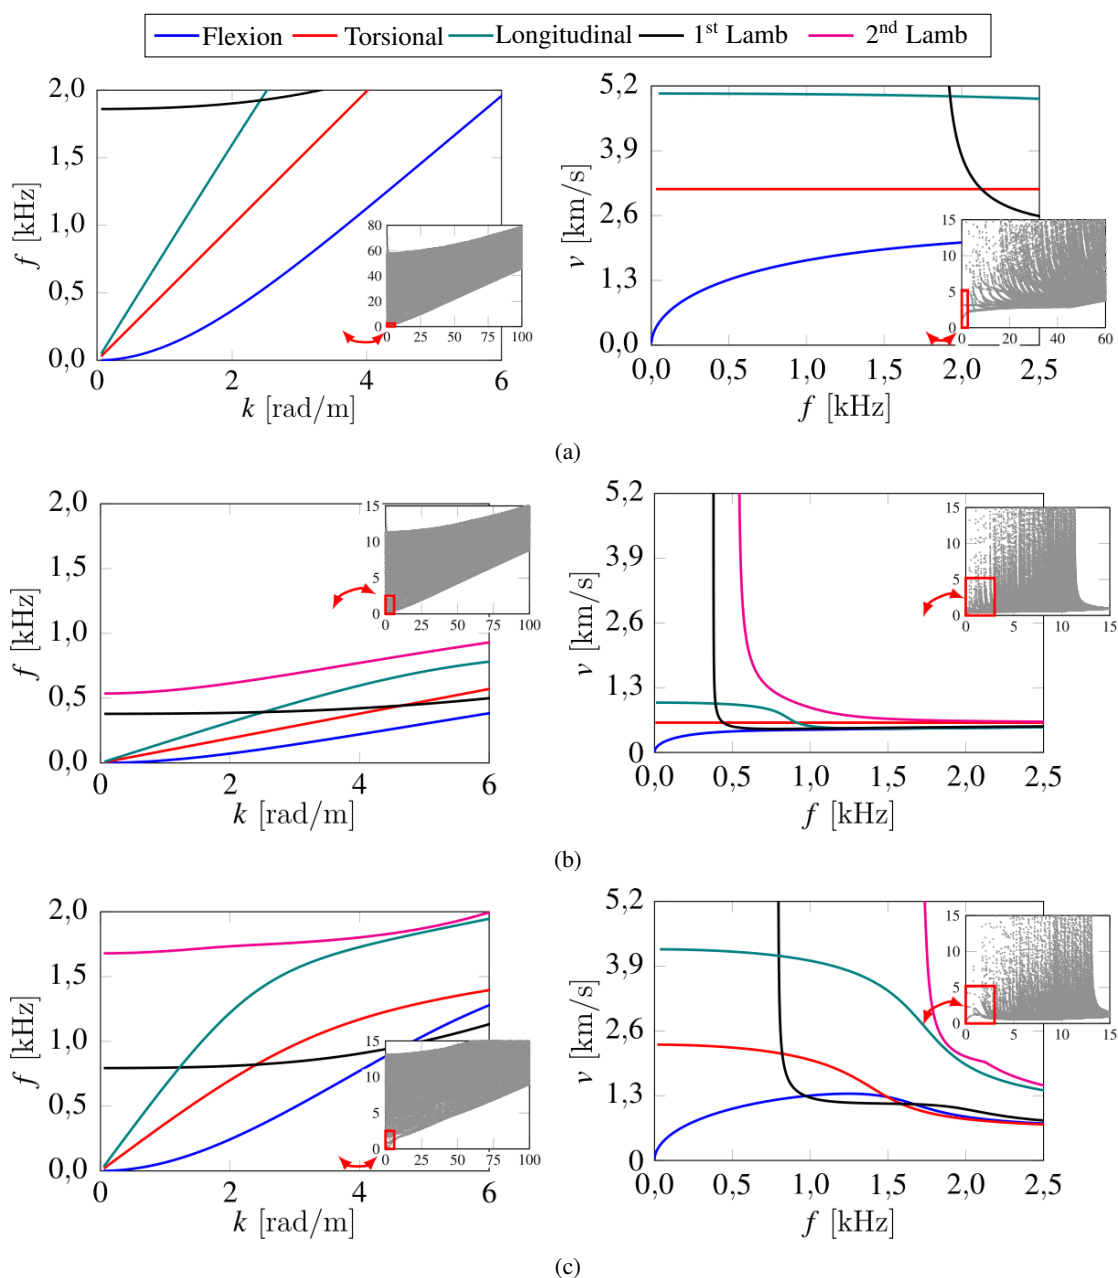 Flexion Torsional Longitudinal 1st Lamb 2nd Lamb
2,0 1,5 1,0 0,5 0,0
f [kHz]
0 2 4 6
k [rad/m]
80 60 40 20 0
0 25 50 75 100
5,2 3,9 2,6 1,3 0,0
v [km/s]
0,0 0,5 1,0 1,5 2,0 2,5
f [kHz]
15 10 5 0
0 20 40 60
(a)
2,0 1,5 1,0 0,5 0,0
f [kHz]
0 2 4 6
k [rad/m]
15 10 5 0
0 25 50 75 100
5,2 3,9 2,6 1,3 0
v [km/s]
0,0 0,5 1,0 1,5 2,0 2,5
f [kHz]
15 10 5 0
0 5 10 15
(b)
2,0 1,5 1,0 0,5 0,0
f [kHz]
0 2 4 6
k [rad/m]
15 10 5 0
0 25 50 75 100
5,2 3,9 2,6 1,3 0
v [km/s]
0,0 0,5 1,0 1,5 2,0 2,5
f [kHz]
15 10 5 0
0 5 10 15
(c)